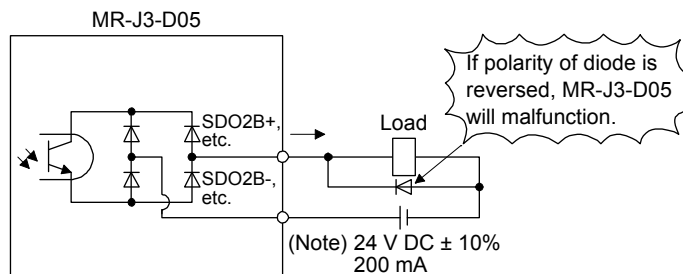 MR-J3-D05
If polarity of diode is
reversed, MR-J3-D05
will malfunction.
SDO2B+,
etc.
Load
SDO2B-,
etc.
(Note) 24 V DC ± 10%
200 mA